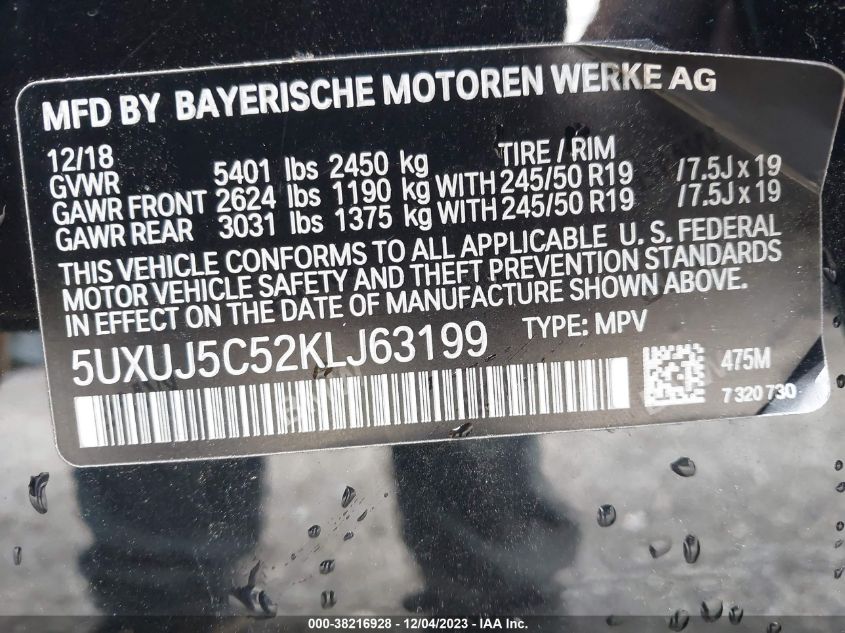 MFD BY BAYERISCHE MOTOREN WERKE AG
12/18 TIRE / RIM
GVWR 5401 lbs 2450 kg
GAWR FRONT 2624 lbs 1190 kg WITH 245/50 R19 /7.5J x 19
GAWR REAR 3031 lbs 1375 kg WITH 245/50 R19 /7.5J x 19
THIS VEHICLE CONFORMS TO ALL APPLICABLE U. S. FEDERAL
MOTOR VEHICLE SAFETY AND THEFT PREVENTION STANDARDS
IN EFFECT ON THE DATE OF MANUFACTURE SHOWN ABOVE.
5UXUJ5C52KLJ63199 TYPE: MPV
475M
7 320 730
000-38216928 - 12/04/2023 - IAAI.com